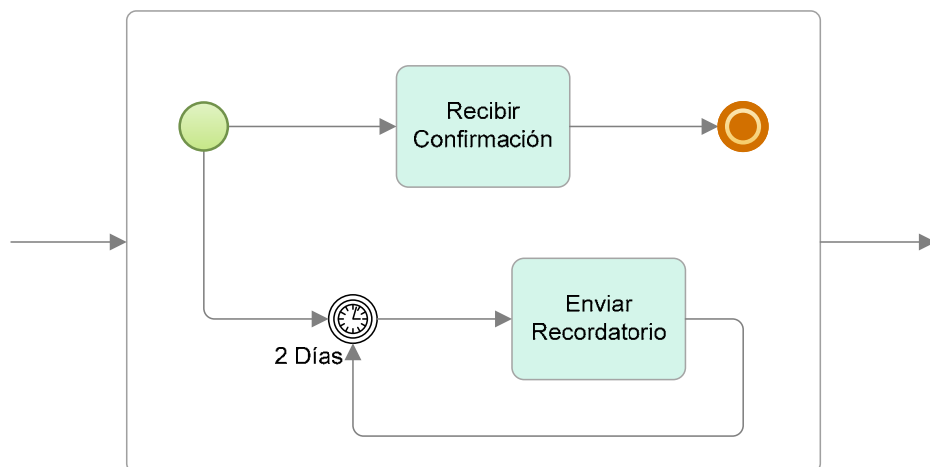 Recibir
Confirmación
Enviar
Recordatorio
2 Días